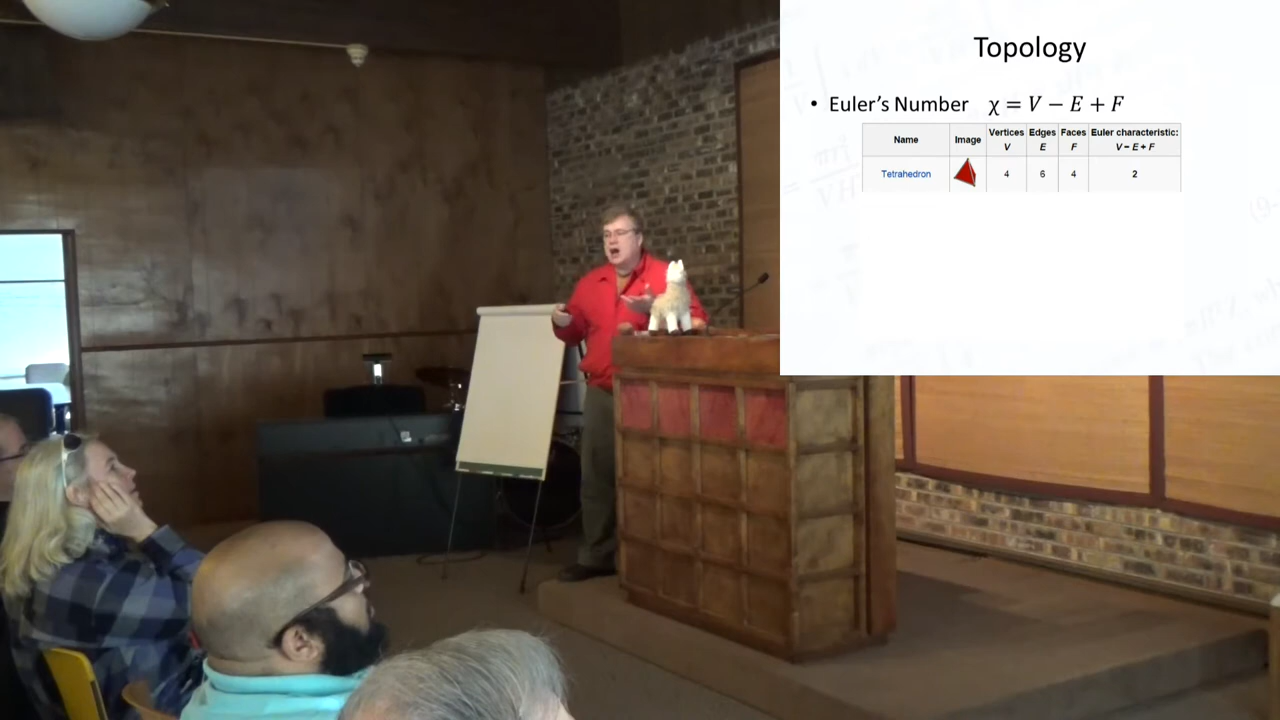 Topology
• Euler's Number χ = V − E + F
Name Image Vertices V Edges E Faces F Euler characteristic: V − E + F
Tetrahedron 4 6 4 2